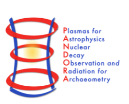 Plasmas for
Astrophysics
Nuclear
Decay
Observation and
Radiation for
Archaeometry